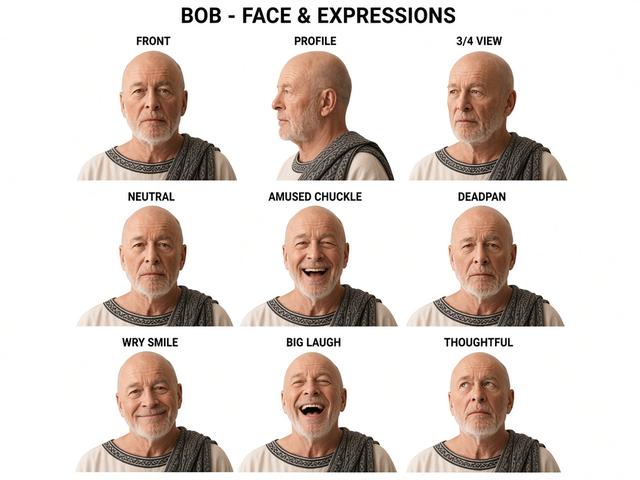 BOB - FACE & EXPRESSIONS
FRONT
PROFILE
3/4 VIEW
NEUTRAL
AMUSED CHUCKLE
DEADPAN
WRY SMILE
BIG LAUGH
THOUGHTFUL